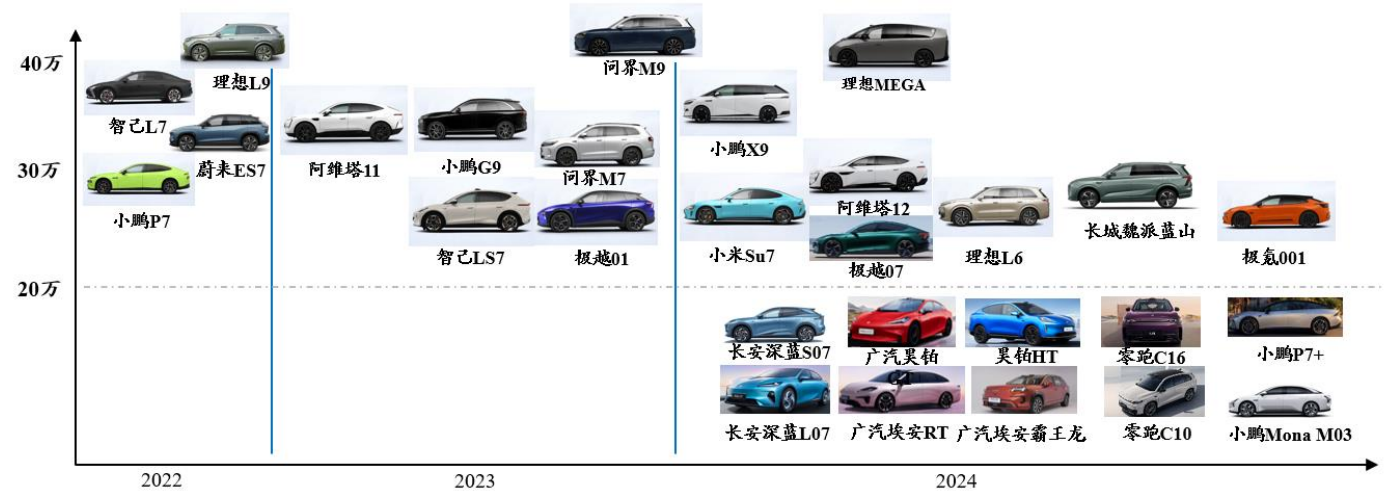 40万
30万
20万
理想L9
智己L7
蔚来ES7
小鹏P7
问界M9
阿维塔11
小鹏G9
问界M7
智己LS7
极越01
理想MEGA
小鹏X9
阿维塔12
小米Su7
极越07
理想L6
长城魏派蓝山
极氪001
长安深蓝S07
广汽昊铂
昊铂HT
零跑C16
小鹏P7+
长安深蓝L07
广汽埃安RT
广汽埃安霸王龙
零跑C10
小鹏Mona M03
2022
2023
2024